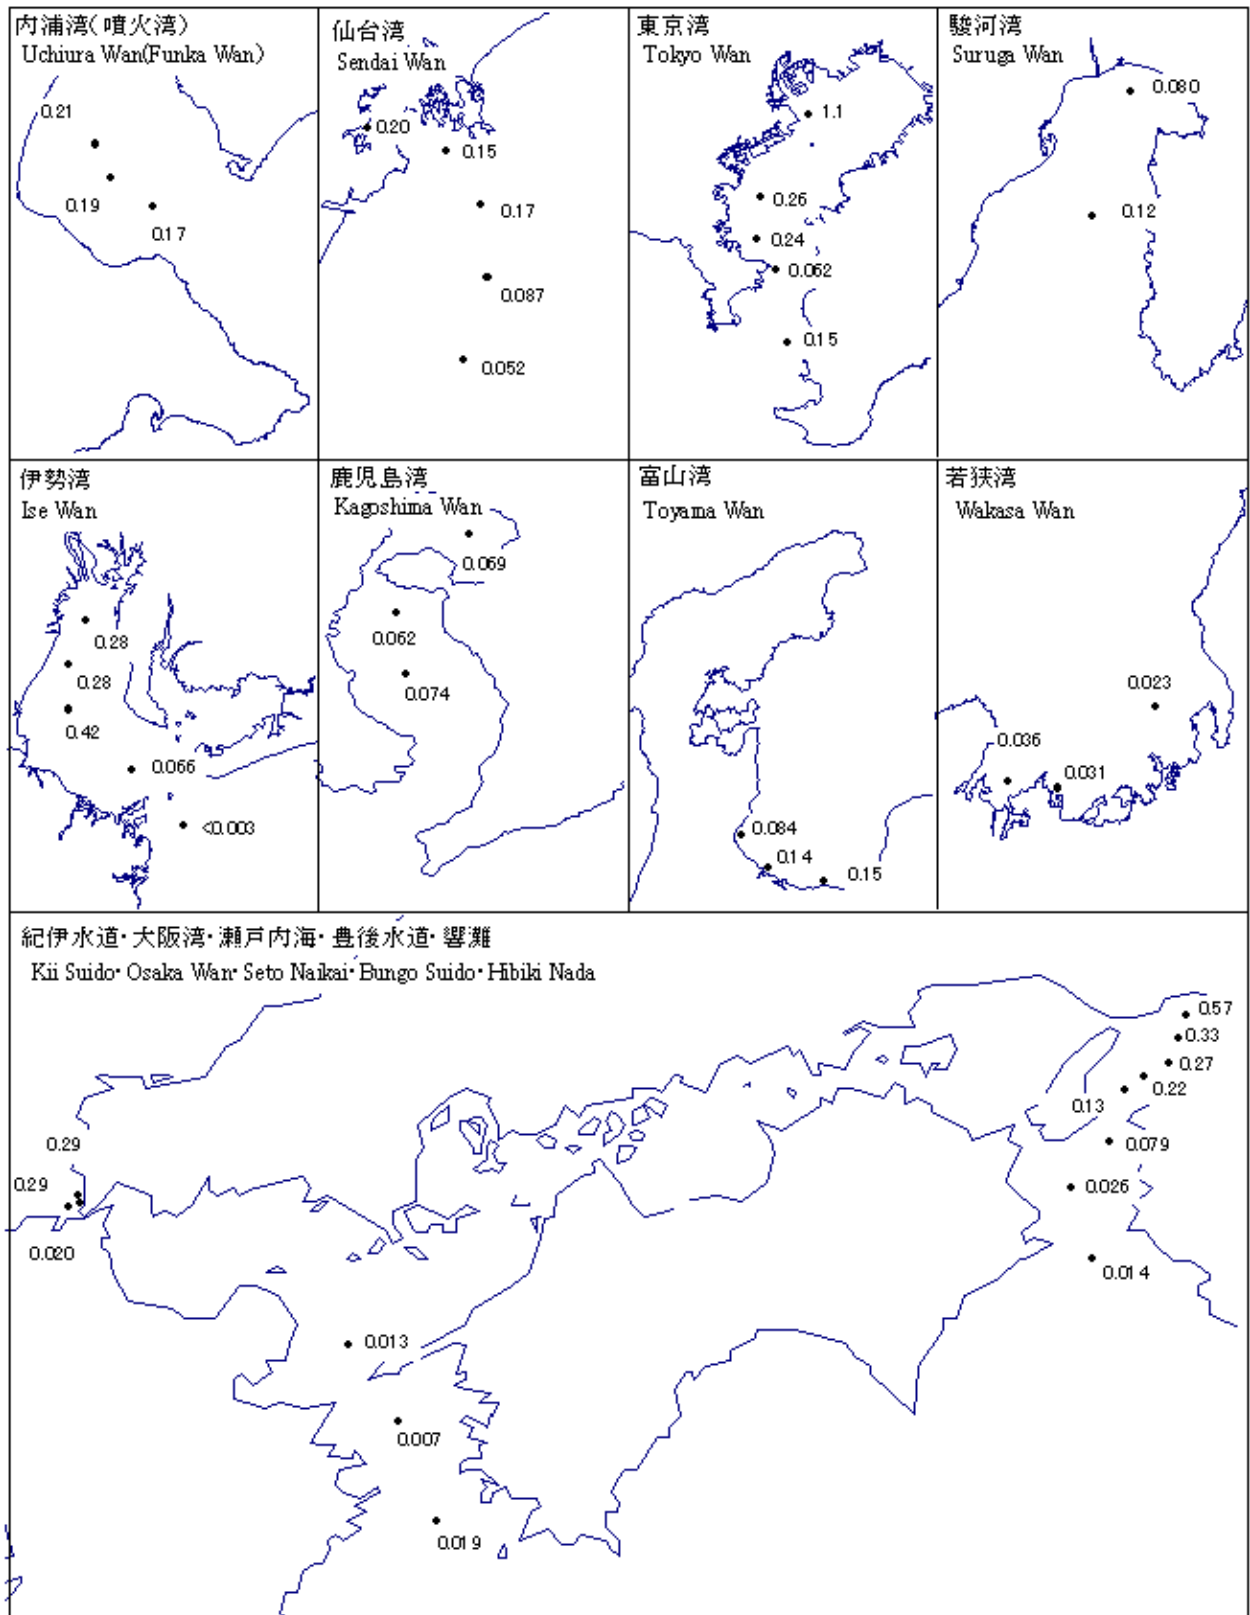 内浦湾(噴火湾)
Uchiura Wan(Funka Wan)
0.21
0.19
0.17
仙台湾
Sendai Wan
0.20
0.15
0.17
0.087
0.052
東京湾
Tokyo Wan
1.1
0.26
0.24
0.062
0.15
駿河湾
Suruga Wan
0.080
0.12
伊勢湾
Ise Wan
0.28
0.28
0.42
0.066
<0.003
鹿児島湾
Kagoshima Wan
0.069
0.062
0.074
富山湾
Toyama Wan
0.084
0.14
0.15
若狭湾
Wakasa Wan
0.023
0.036
0.031
紀伊水道・大阪湾・瀬戸内海・豊後水道・響灘
Kii Suido・Osaka Wan・Seto Naikai・Bungo Suido・Hibiki Nada
0.57
0.33
0.27
0.22
0.13
0.079
0.026
0.014
0.29
0.29
0.020
0.013
0.007
0.019